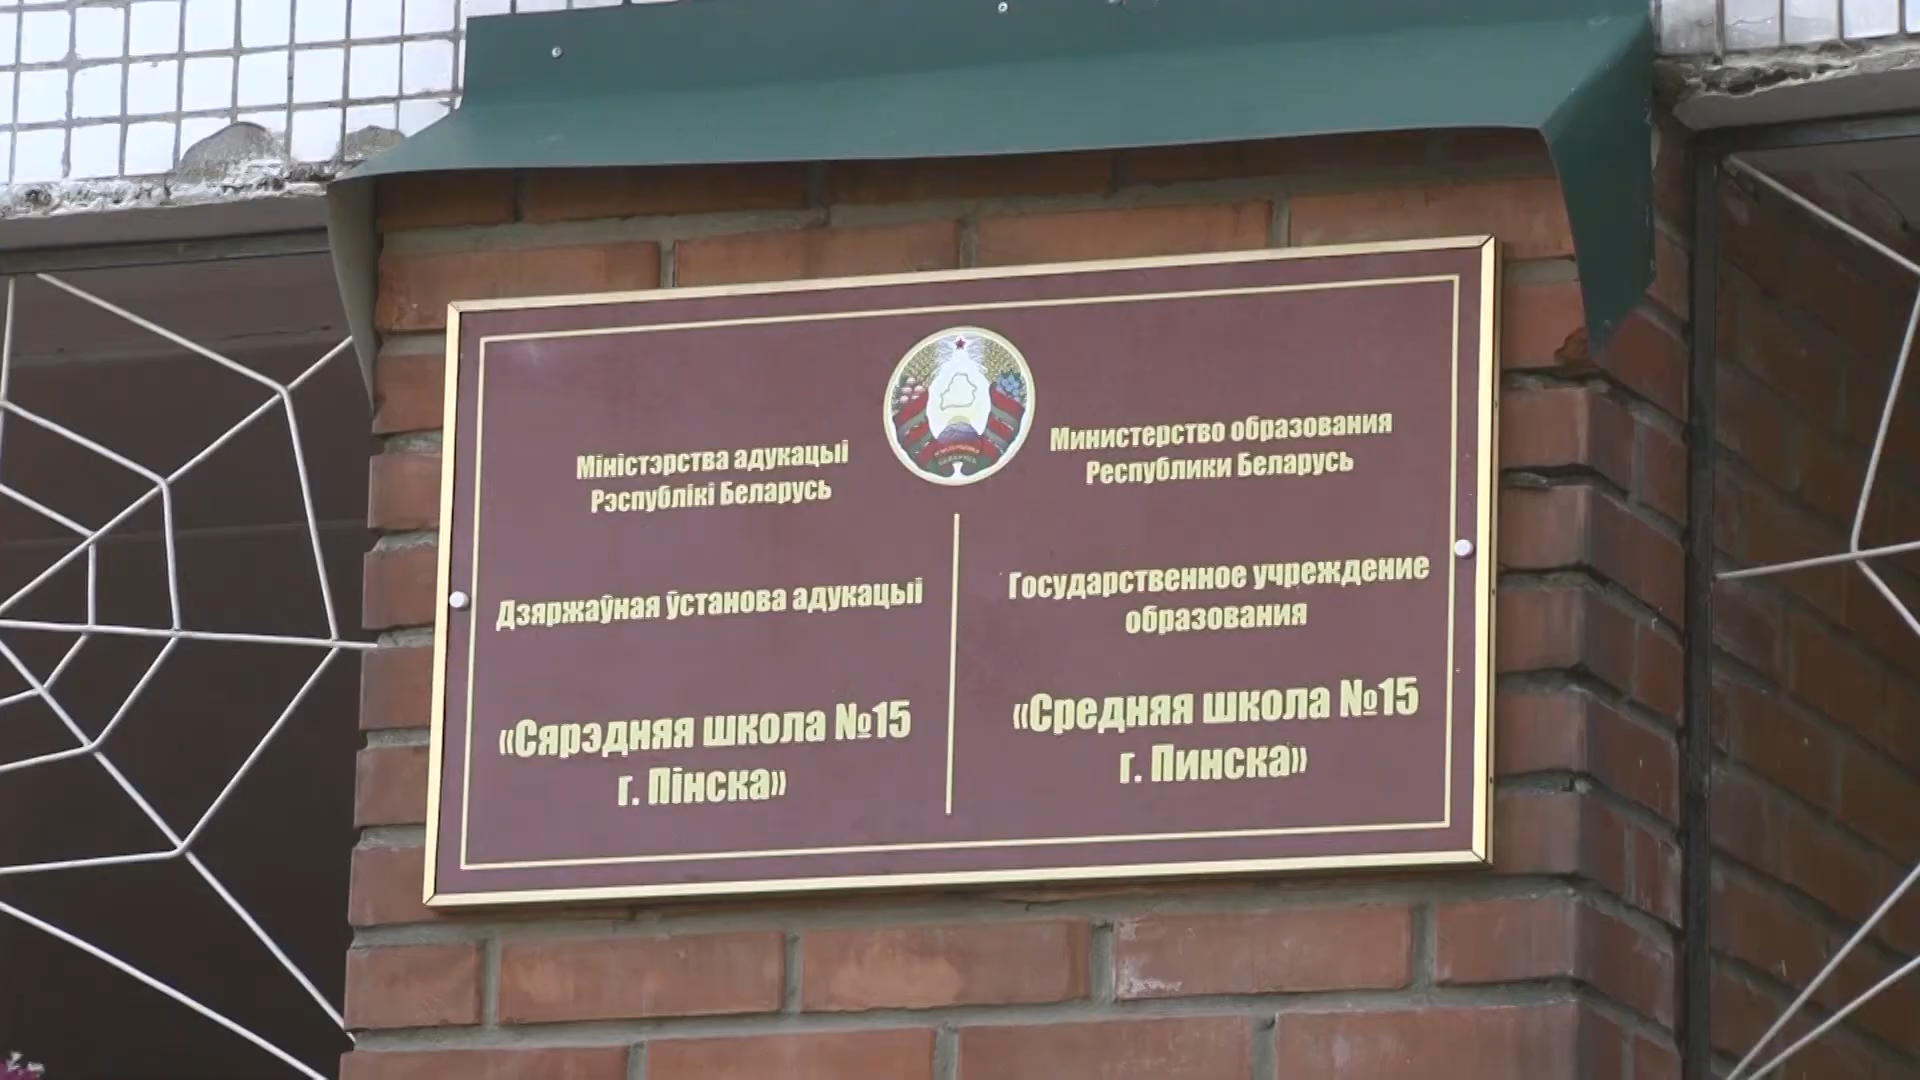 Міністэрства адукацыі
Рэспублікі Беларусь
Дзяржаўная ўстанова адукацыі
«Сярэдняя школа №15
г. Пінска»
Министерство образования
Республики Беларусь
Государственное учреждение
образования
«Средняя школа №15
г. Пинска»